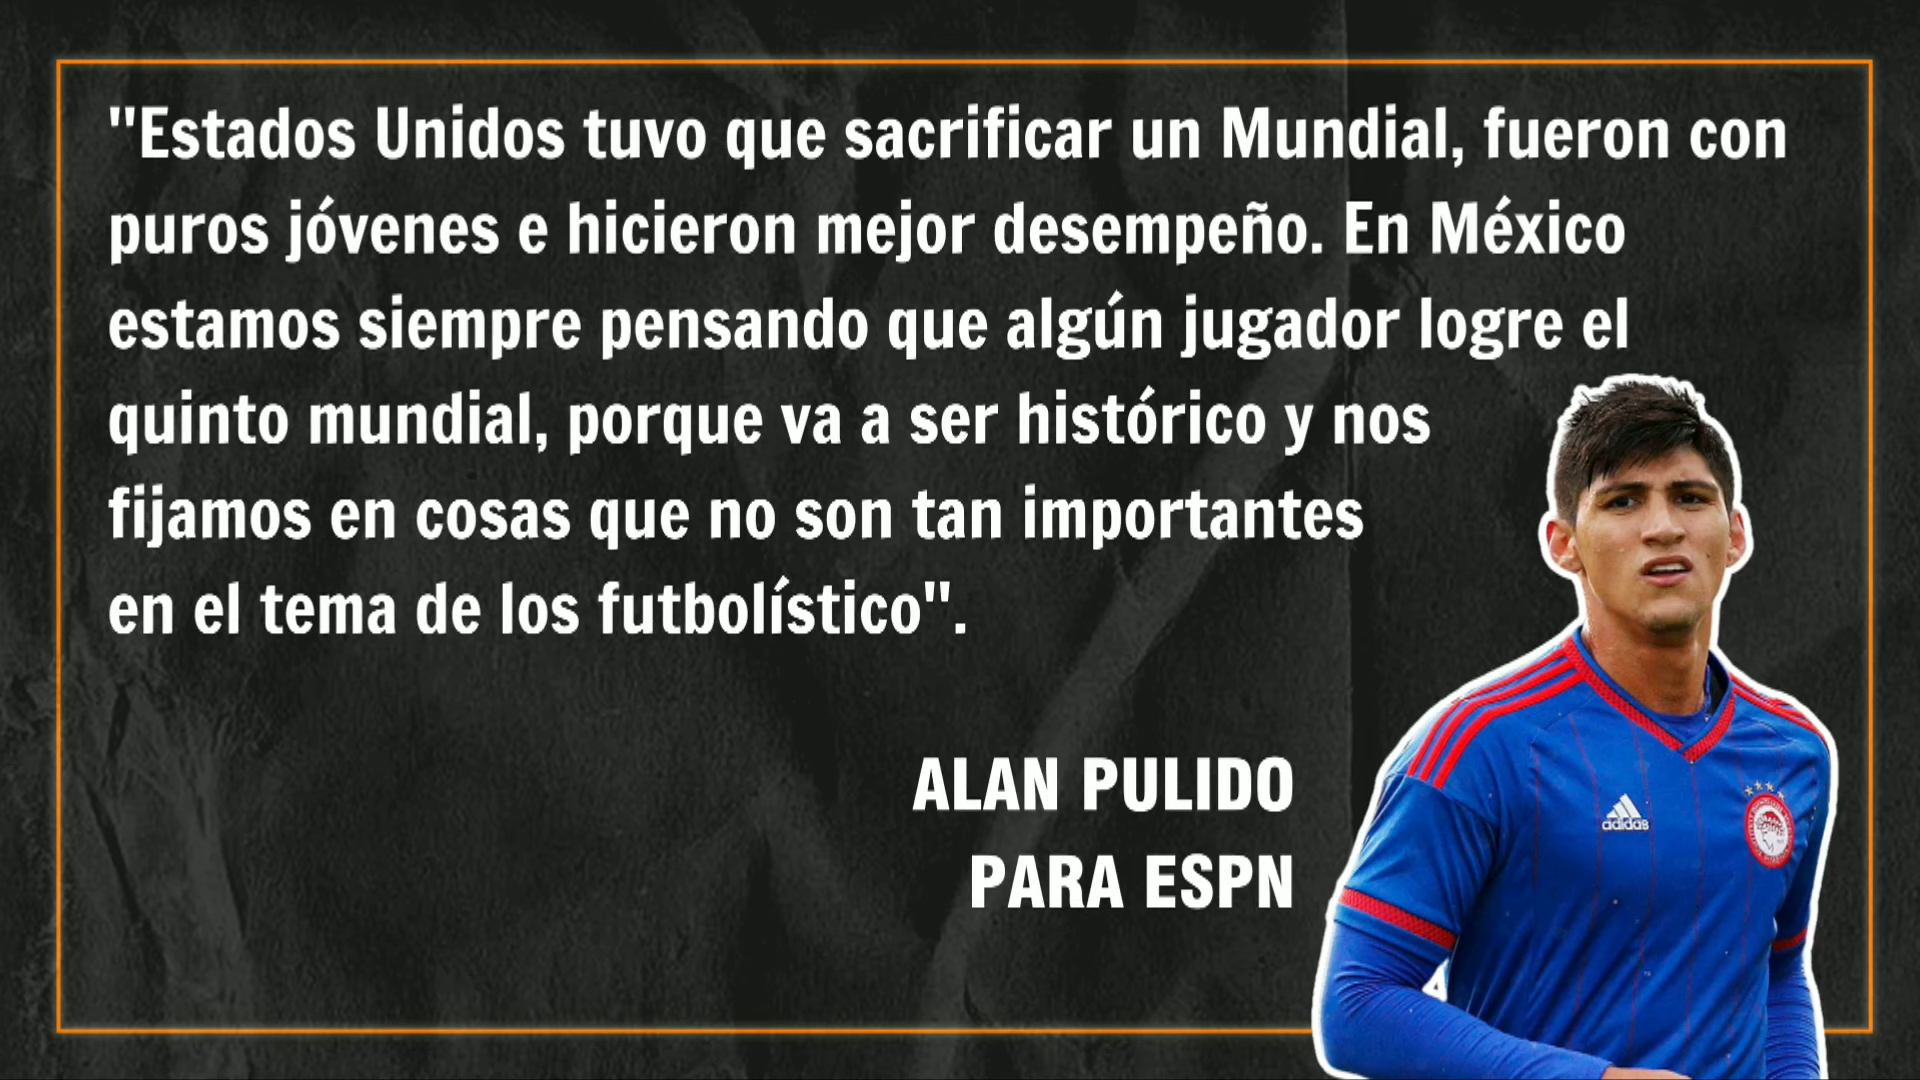 "Estados Unidos tuvo que sacrificar un Mundial, fueron con
puros jóvenes e hicieron mejor desempeño. En México
estamos siempre pensando que algún jugador logre el
quinto mundial, porque va a ser histórico y nos
fijamos en cosas que no son tan importantes
en el tema de los futbolístico".
ALAN PULIDO
PARA ESPN
adidas